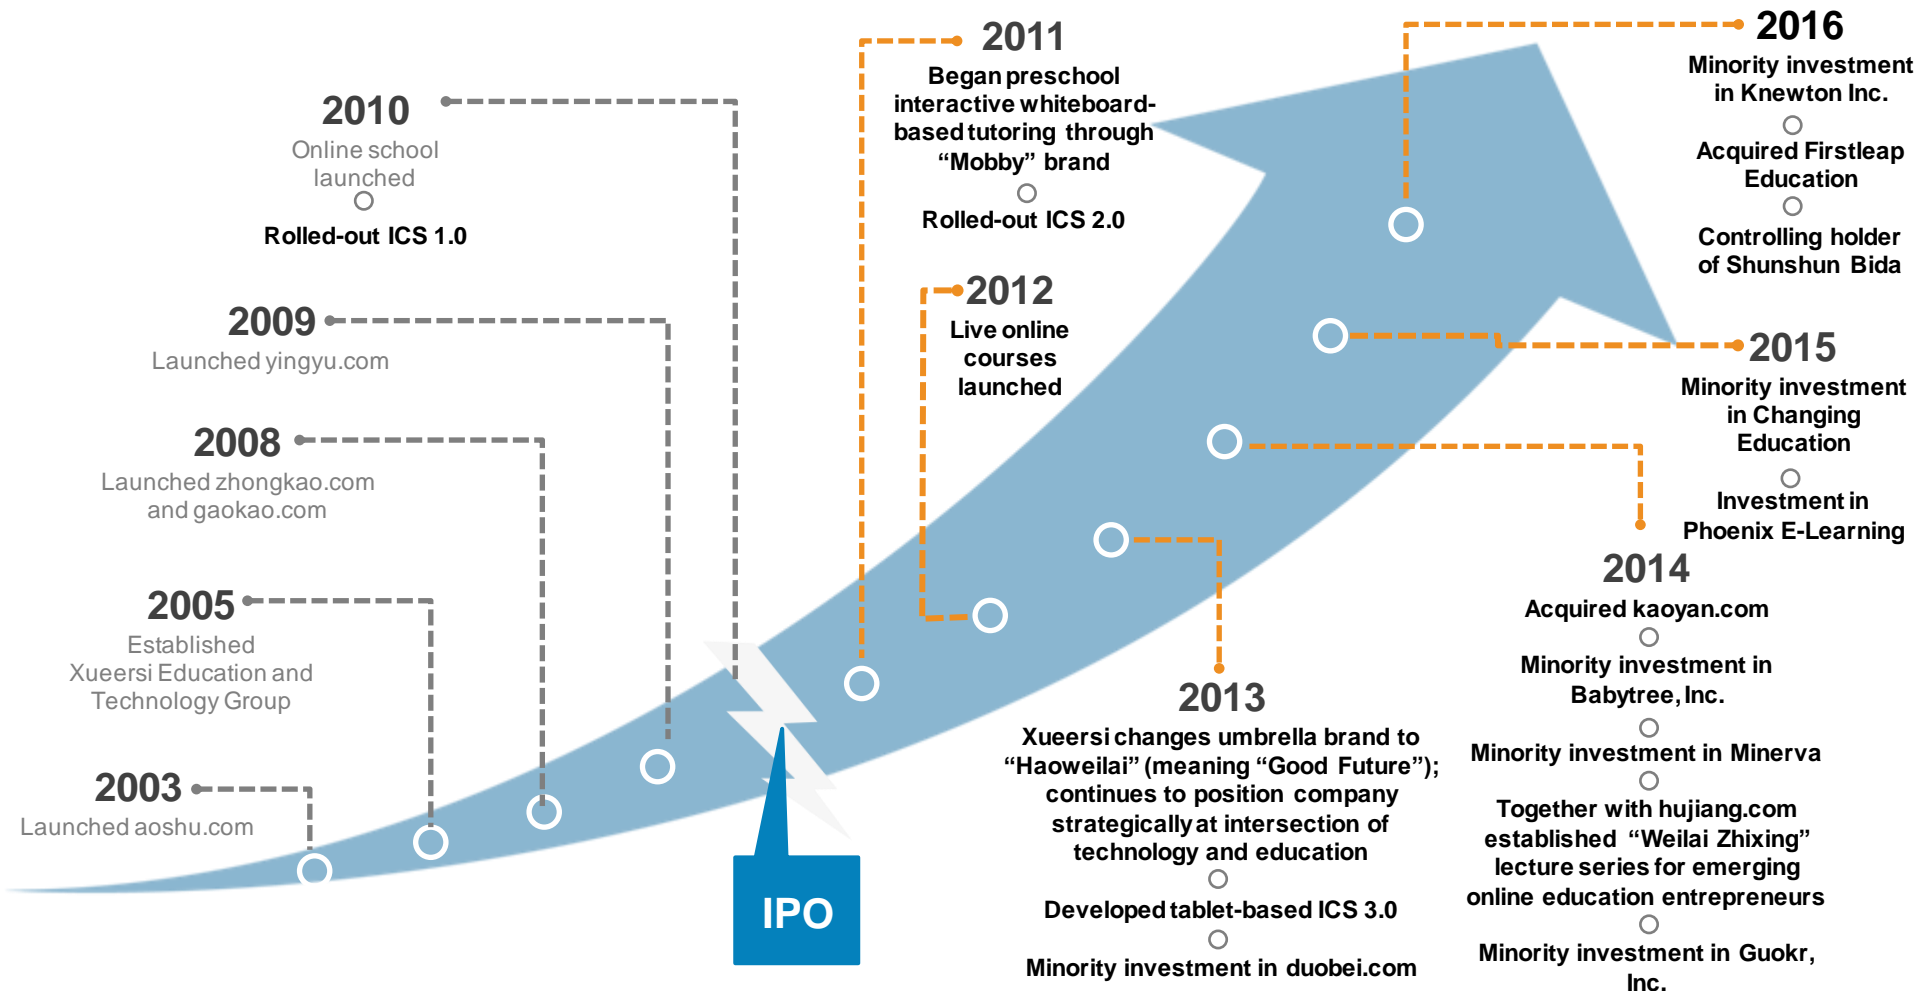 2003
Launched aoshu.com
2005
Established
Xueersi Education and
Technology Group
2008
Launched zhongkao.com
and gaokao.com
2009
Launched yingyu.com
2010
Online school
launched
Rolled-out ICS 1.0
IPO
2011
Began preschool
interactive whiteboard-
based tutoring through
“Mobby” brand
Rolled-out ICS 2.0
2012
Live online
courses
launched
2013
Xueersi changes umbrella brand to
“Haoweilai” (meaning “Good Future”);
continues to position company
strategically at intersection of
technology and education
Developed tablet-based ICS 3.0
Minority investment in duobei.com
2014
Acquired kaoyan.com
Minority investment in
Babytree, Inc.
Minority investment in Minerva
Together with hujiang.com
established “Weilai Zhixing”
lecture series for emerging
online education entrepreneurs
Minority investment in Guokr,
Inc.
2015
Minority investment
in Changing
Education
Investment in
Phoenix E-Learning
2016
Minority investment
in Knewton Inc.
Acquired Firstleap
Education
Controlling holder
of Shunshun Bida